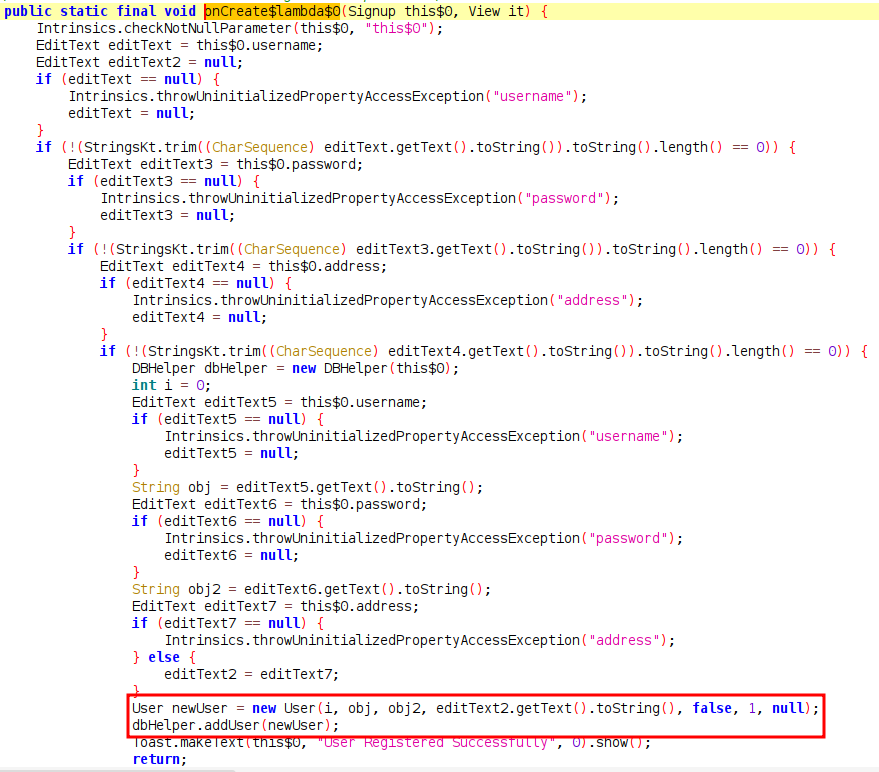 public static final void onCreate$lambda$0(Signup this$0, View it) {
Intrinsics.checkNotNullParameter(this$0, "this$0");
EditText editText = this$0.username;
EditText editText2 = null;
if (editText == null) {
Intrinsics.throwUninitializedPropertyAccessException("username");
editText = null;
}
if (!(StringsKt.trim((CharSequence) editText.getText().toString()).toString().length() == 0)) {
EditText editText3 = this$0.password;
if (editText3 == null) {
Intrinsics.throwUninitializedPropertyAccessException("password");
editText3 = null;
}
if (!(StringsKt.trim((CharSequence) editText3.getText().toString()).toString().length() == 0)) {
EditText editText4 = this$0.address;
if (editText4 == null) {
Intrinsics.throwUninitializedPropertyAccessException("address");
editText4 = null;
}
if (!(StringsKt.trim((CharSequence) editText4.getText().toString()).toString().length() == 0)) {
DBHelper dbHelper = new DBHelper(this$0);
int i = 0;
EditText editText5 = this$0.username;
if (editText5 == null) {
Intrinsics.throwUninitializedPropertyAccessException("username");
editText5 = null;
}
String obj = editText5.getText().toString();
EditText editText6 = this$0.password;
if (editText6 == null) {
Intrinsics.throwUninitializedPropertyAccessException("password");
editText6 = null;
}
String obj2 = editText6.getText().toString();
EditText editText7 = this$0.address;
if (editText7 == null) {
Intrinsics.throwUninitializedPropertyAccessException("address");
} else {
editText2 = editText7;
}
User newUser = new User(i, obj, obj2, editText2.getText().toString(), false, 1, null);
dbHelper.addUser(newUser);
Toast.makeText(this$0, "User Registered Successfully", 0).show();
return;